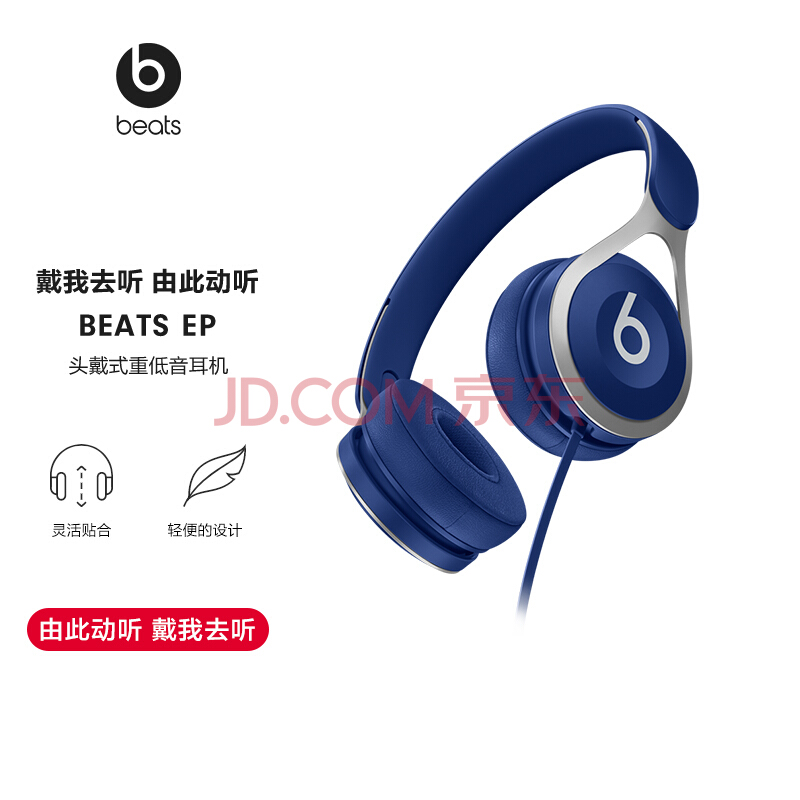 beats
戴我去听 由此动听
BEATS EP
头戴式重低音耳机
JD.COM 京东
灵活贴合
轻便的设计
由此动听 戴我去听